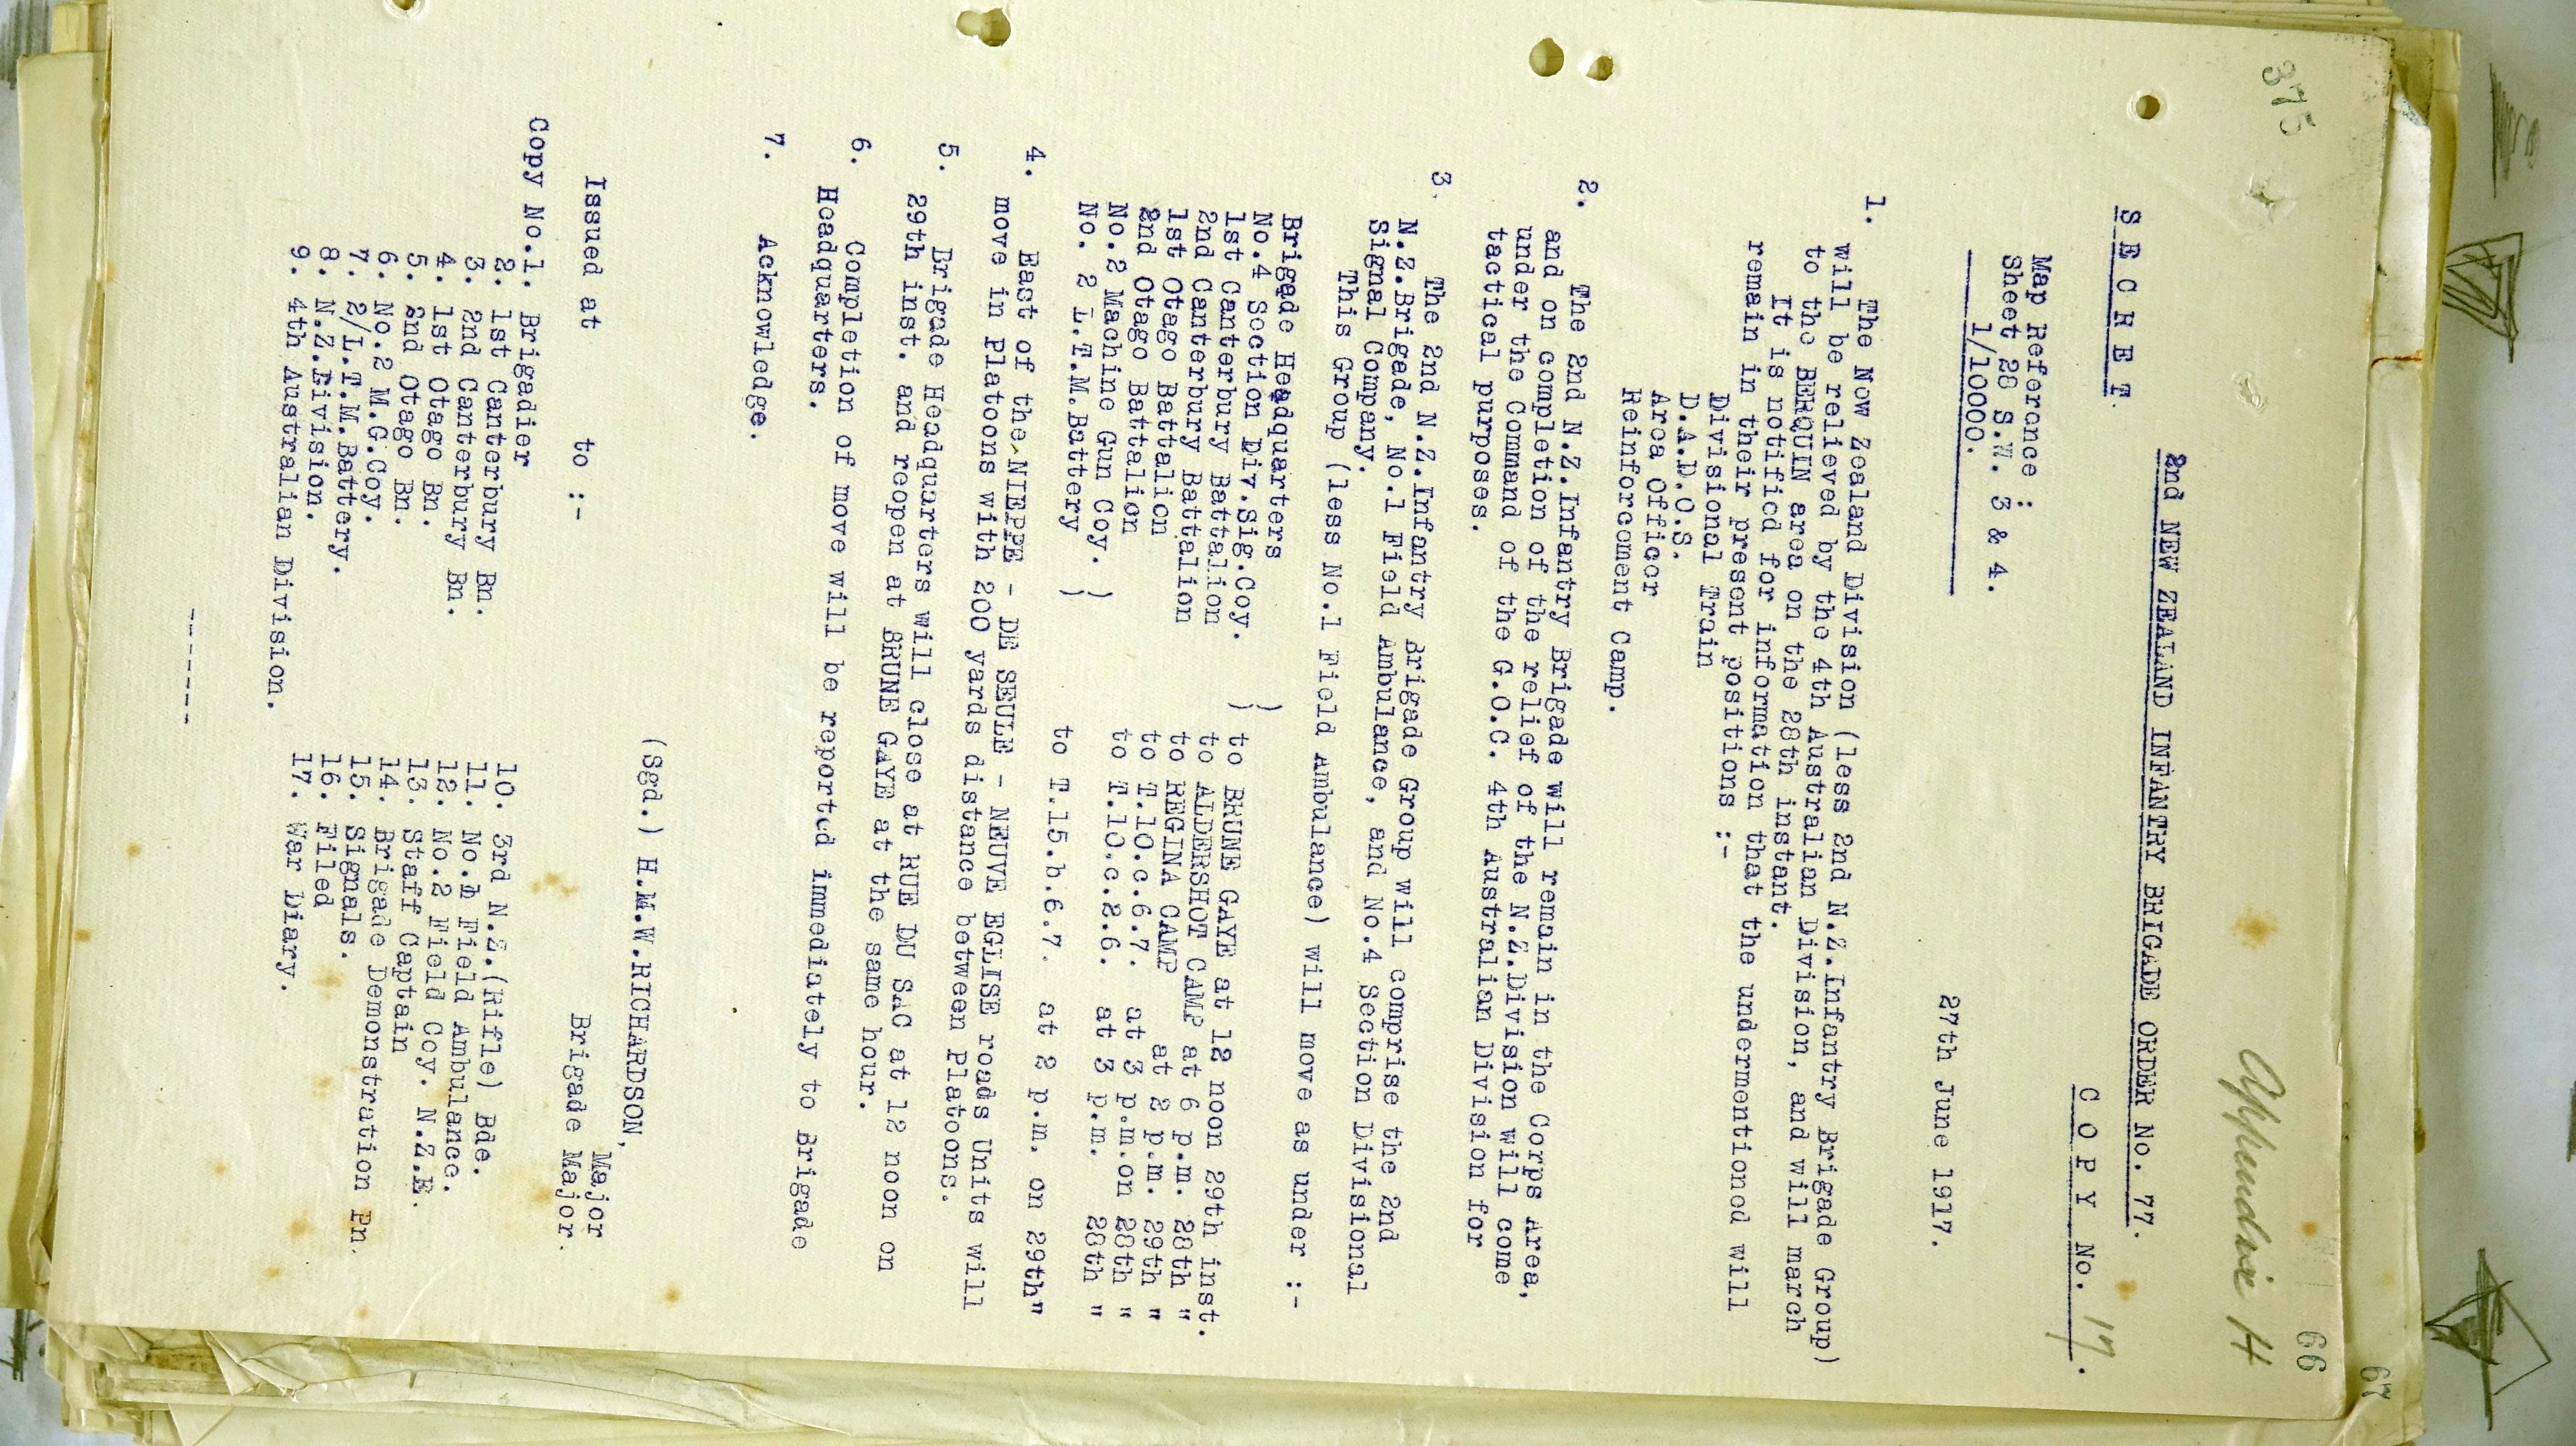 375
Appendix H
66
67
2nd NEW ZEALAND INFANTRY BRIGADE ORDER No. 77.
S E C R E T.
C O P Y  No. 17.
Map Reference :
Sheet 28 S.W. 3 & 4.
1/10000.
27th June 1917.
1. The New Zealand Division (less 2nd N.Z.Infantry Brigade Group)
will be relieved by the 4th Australian Division, and will march
to the BERQUIN area on the 28th instant.
It is notified for information that the undermentioned will
remain in their present positions :-
Divisional Train
D.A.D.O.S.
Area Officer
Reinforcement Camp.
2. The 2nd N.Z.Infantry Brigade will remain in the Corps Area,
and on completion of the relief of the N.Z.Division will come
under the Command of the G.O.C. 4th Australian Division for
tactical purposes.
3. The 2nd N.Z.Infantry Brigade Group will comprise the 2nd
N.Z.Brigade, No.1 Field Ambulance, and No.4 Section Divisional
Signal Company.
This Group (less No.1 Field Ambulance) will move as under :-
Brigade Headquarters )
No.4 Section Div.Sig.Coy. ) to BRUNE GAYE at 12 noon 29th inst.
1st Canterbury Battalion to ALDERSHOT CAMP at 6 p.m. 28th "
2nd Canterbury Battalion to REGINA CAMP at 2 p.m. 29th "
1st Otago Battalion to T.10.c.6.7. at 3 p.m.on 28th "
2nd Otago Battalion to T.10.c.2.6. at 3 p.m. 28th "
No.2 Machine Gun Coy. )
No. 2 L.T.M.Battery ) to T.15.b.6.7. at 2 p.m. on 29th"
4. East of the NIEPPE - DE SEULE - NEUVE EGLISE roads Units will
move in Platoons with 200 yards distance between Platoons.
5. Brigade Headquarters will close at RUE DU SAC at 12 noon on
29th inst. and reopen at BRUNE GAYE at the same hour.
6. Completion of move will be reported immediately to Brigade
Headquarters.
7. Acknowledge.
(Sgd.) H.M.W.RICHARDSON,
Major
Brigade Major.
Issued at to :-
Copy No.1. Brigadier
2. 1st Canterbury Bn.
3. 2nd Canterbury Bn.
4. 1st Otago Bn.
5. 2nd Otago Bn.
6. No.2 M.G.Coy.
7. 2/L.T.M.Battery.
8. N.Z.Division.
9. 4th Australian Division.
10. 3rd N.Z.(Rifle) Bde.
11. No.1 Field Ambulance.
12. No.2 Field Coy. N.Z.E.
13. Staff Captain
14. Brigade Demonstration Pn.
15. Signals.
16. Filed
17. War Diary.
-------